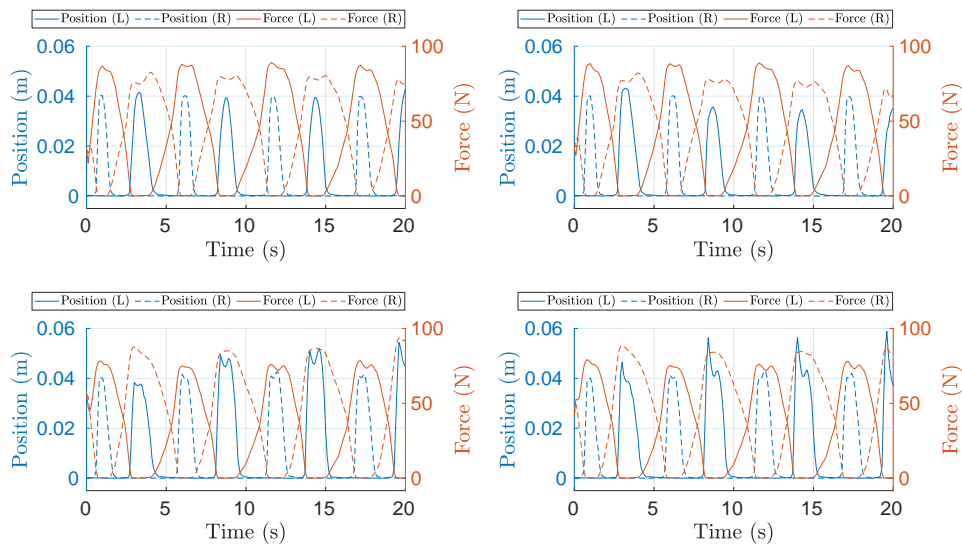 Position (L) Position (R) Force (L) Force (R)
0.06 100
0.04
50
0.02
0 0
0 5 10 15 20
Position (m)
Force (N)
Time (s)
Position (L) Position (R) Force (L) Force (R)
0.06 100
0.04
50
0.02
0 0
0 5 10 15 20
Position (m)
Force (N)
Time (s)
Position (L) Position (R) Force (L) Force (R)
0.06 100
0.04
50
0.02
0 0
0 5 10 15 20
Position (m)
Force (N)
Time (s)
Position (L) Position (R) Force (L) Force (R)
0.06 100
0.04
50
0.02
0 0
0 5 10 15 20
Position (m)
Force (N)
Time (s)